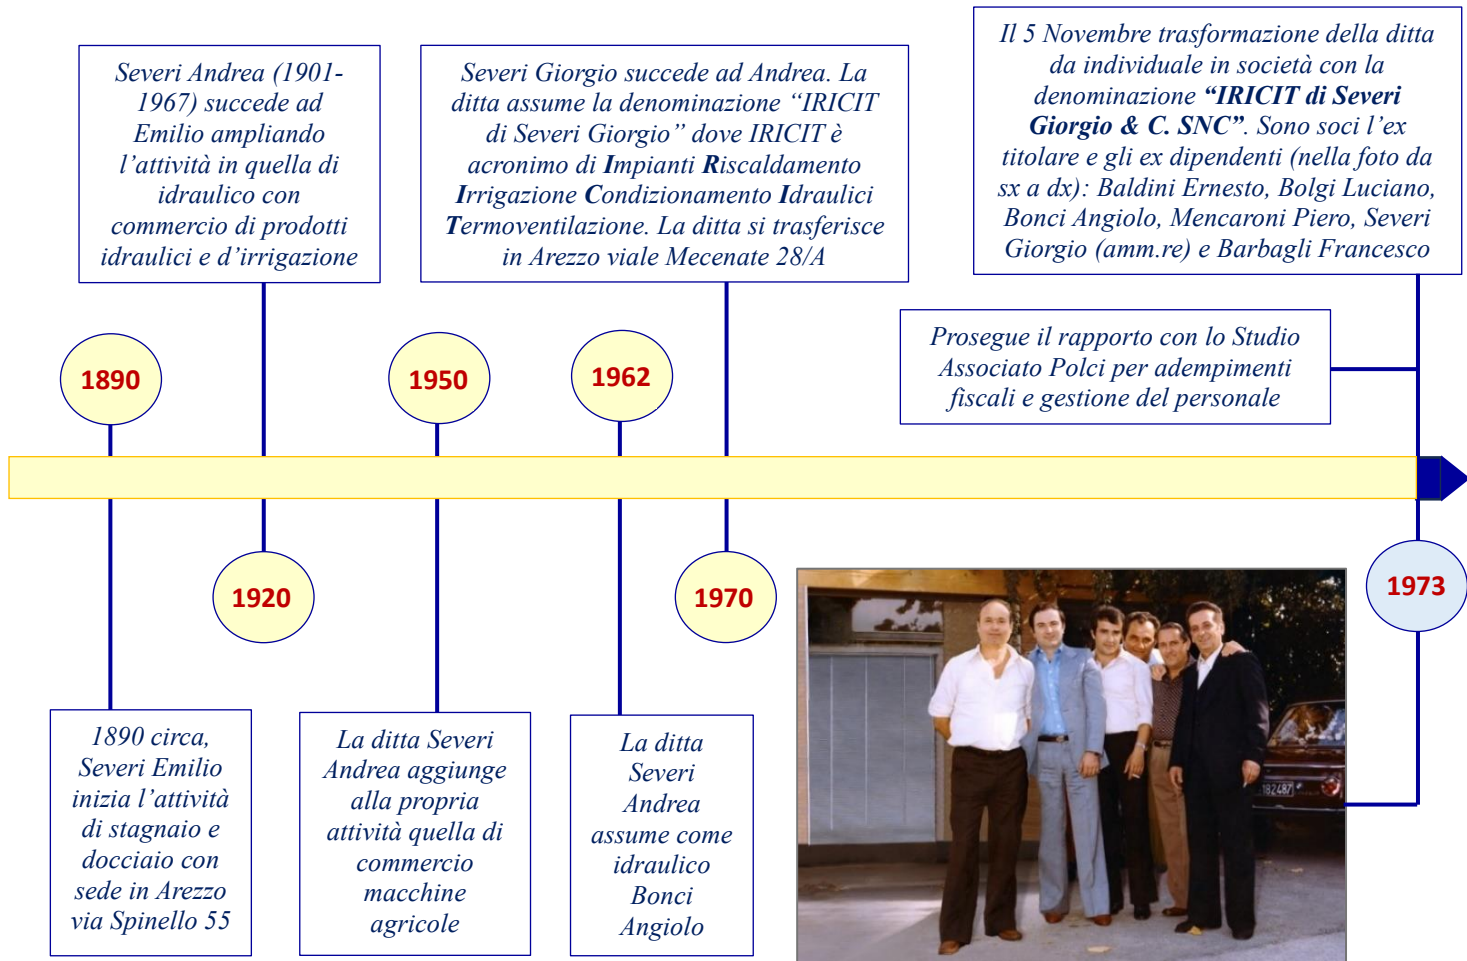 Severi Andrea (1901-
1967) succede ad
Emilio ampliando
l’attività in quella di
idraulico con
commercio di prodotti
idraulici e d’irrigazione
Severi Giorgio succede ad Andrea. La
ditta assume la denominazione “IRICIT
di Severi Giorgio” dove IRICIT è
acronimo di Impianti Riscaldamento
Irrigazione Condizionamento Idraulici
Termoventilazione. La ditta si trasferisce
in Arezzo viale Mecenate 28/A
Il 5 Novembre trasformazione della ditta
da individuale in società con la
denominazione “IRICIT di Severi
Giorgio & C. SNC”. Sono soci l’ex
titolare e gli ex dipendenti (nella foto da
sx a dx): Baldini Ernesto, Bolgi Luciano,
Bonci Angiolo, Mencaroni Piero, Severi
Giorgio (amm.re) e Barbagli Francesco
Prosegue il rapporto con lo Studio
Associato Polci per adempimenti
fiscali e gestione del personale
1890
1950
1962
1920
1970
1973
1890 circa,
Severi Emilio
inizia l’attività
di stagnaio e
docciaio con
sede in Arezzo
via Spinello 55
La ditta Severi
Andrea aggiunge
alla propria
attività quella di
commercio
macchine
agricole
La ditta
Severi
Andrea
assume come
idraulico
Bonci
Angiolo
182487